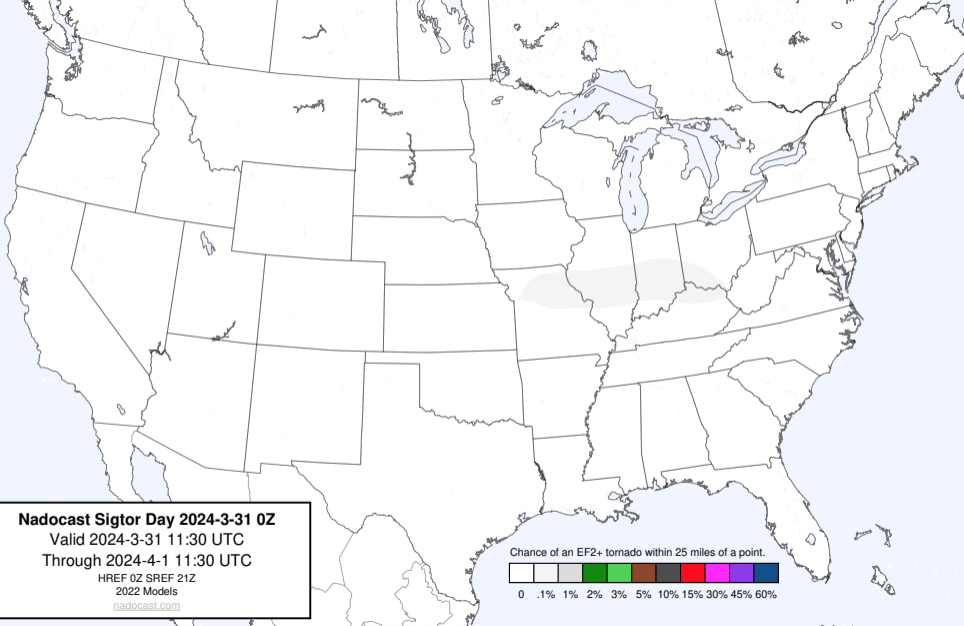 Nadocast Sigtor Day 2024-3-31 0Z
Valid 2024-3-31 11:30 UTC
Through 2024-4-1 11:30 UTC
HREF 0Z SREF 21Z
2022 Models
nadocast.com
Chance of an EF2+ tornado within 25 miles of a point.
0 .1% 1% 2% 3% 5% 10% 15% 30% 45% 60%